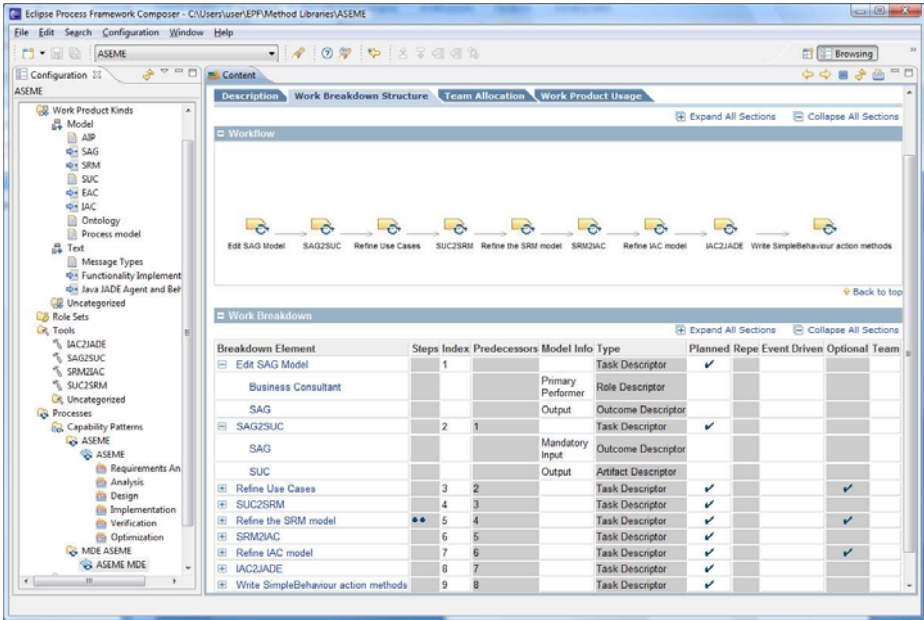 Eclipse Process Framework Composer - C:\Users\user\EPF\Method Libraries\ASEME
File Edit Search Configuration Window Help
ASEME
Browsing
Configuration
ASEME
Work Product Kinds
Model
AIP
SAG
SRM
SUC
EAC
IAC
Ontology
Process model
Text
Message Types
Functionality Implement
Java JADE Agent and Beh
Uncategorized
Role Sets
Tools
IAC2JADE
SAG2SUC
SRM2IAC
SUC2SRM
Uncategorized
Processes
Capability Patterns
ASEME
ASEME
Requirements An
Analysis
Design
Implementation
Verification
Optimization
MDE ASEME
ASEME MDE
Content
Description Work Breakdown Structure Team Allocation Work Product Usage
Expand All Sections Collapse All Sections
Workflow
Edit SAG Model SAG2SUC Refine Use Cases SUC2SRM Refine the SRM model SRM2IAC Refine IAC model IAC2JADE Write SimpleBehaviour action methods
Back to top
Work Breakdown
Expand All Sections Collapse All Sections
Breakdown Element Steps Index Predecessors Model Info Type Planned Repe Event Driven Optional Team
Edit SAG Model 1 Task Descriptor ✔
Business Consultant Primary Performer Role Descriptor
SAG Output Outcome Descriptor
SAG2SUC 2 1 Task Descriptor ✔
SAG Mandatory Input Outcome Descriptor
SUC Output Artifact Descriptor
Refine Use Cases 3 2 Task Descriptor ✔ ✔
SUC2SRM 4 3 Task Descriptor ✔
Refine the SRM model 5 4 Task Descriptor ✔ ✔
SRM2IAC 6 5 Task Descriptor ✔
Refine IAC model 7 6 Task Descriptor ✔ ✔
IAC2JADE 8 7 Task Descriptor ✔
Write SimpleBehaviour action methods 9 8 Task Descriptor ✔